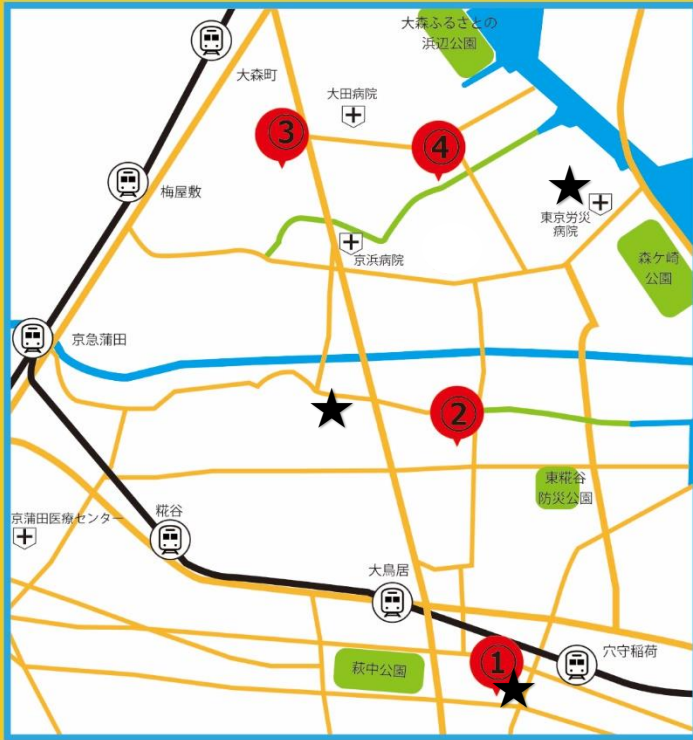 大森ふるさとの
浜辺公園
大森町
大田病院
③
④
梅屋敷
東京労災
病院
京浜病院
森ケ崎
公園
京急蒲田
②
東糀谷
防災公園
京蒲田医療センター
糀谷
大鳥居
①
穴守稲荷
萩中公園